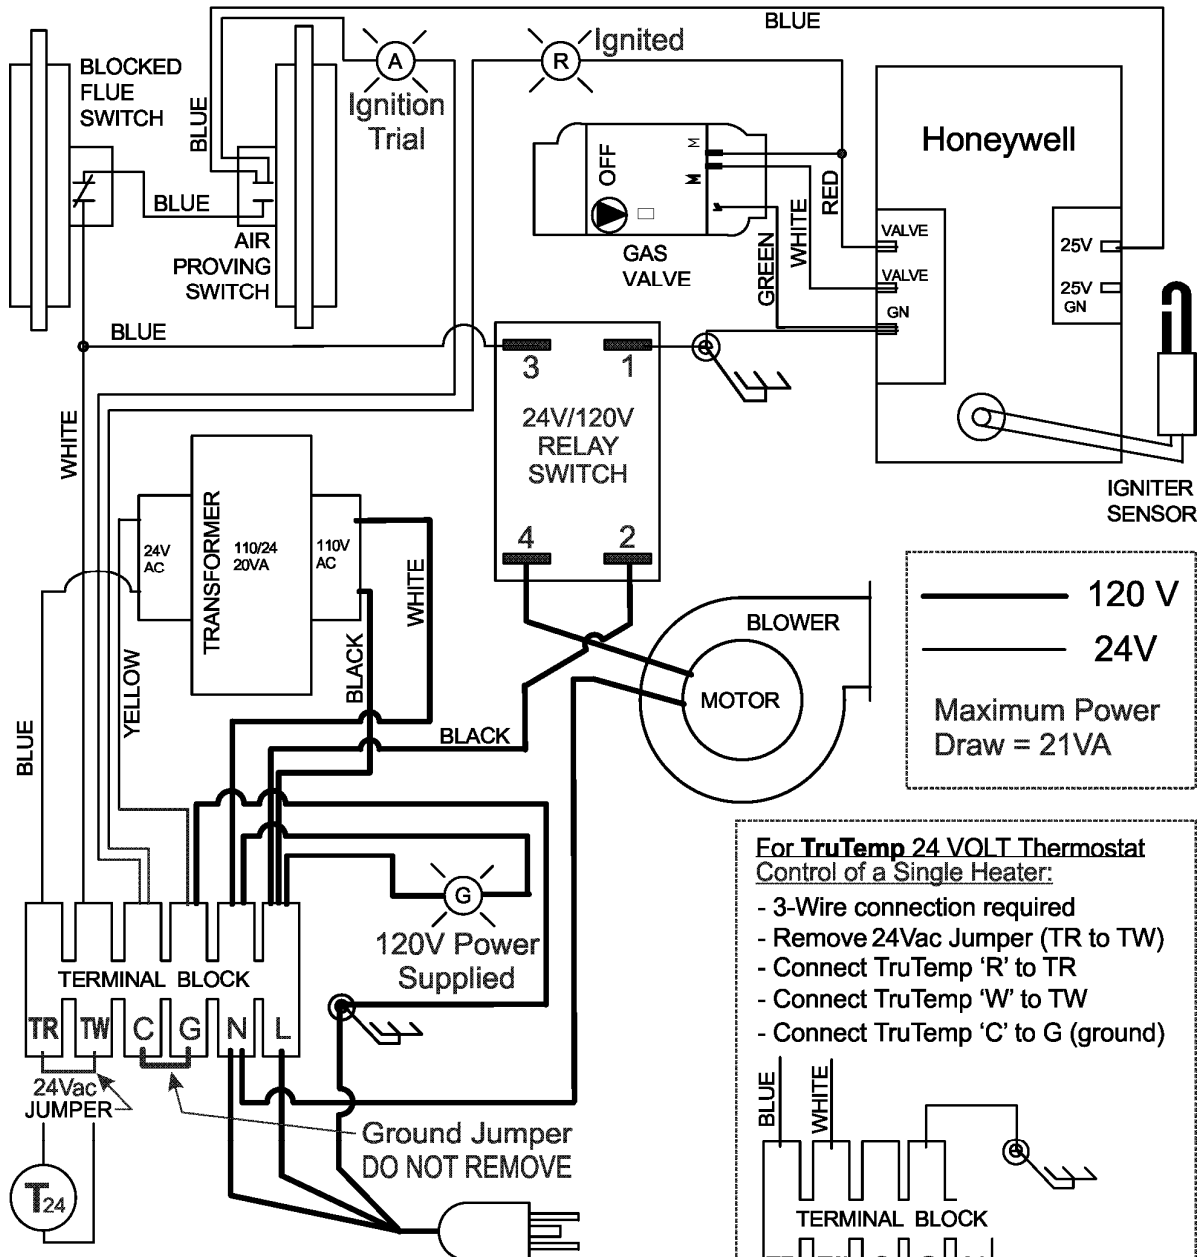 BLUE
BLOCKED
FLUE
SWITCH
BLUE
A
Ignition
Trial
R
Ignited
BLUE
AIR
PROVING
SWITCH
OFF
M
M
GAS
VALVE
GREEN
WHITE
RED
Honeywell
VALVE
VALVE
GN
25V
25V
GN
IGNITER
SENSOR
BLUE
WHITE
3
1
24V/120V
RELAY
SWITCH
4
2
24V
AC
TRANSFORMER
110/24
20VA
110V
AC
WHITE
BLACK
YELLOW
BLUE
BLACK
BLOWER
MOTOR
120 V
24V
Maximum Power
Draw = 21VA
G
120V Power
Supplied
TERMINAL BLOCK
TR TW C G N L
24Vac
JUMPER
Ground Jumper
DO NOT REMOVE
T24
For TruTemp 24 VOLT Thermostat
Control of a Single Heater:
- 3-Wire connection required
- Remove 24Vac Jumper (TR to TW)
- Connect TruTemp ‘R’ to TR
- Connect TruTemp ‘W’ to TW
- Connect TruTemp ‘C’ to G (ground)
BLUE
WHITE
TERMINAL BLOCK